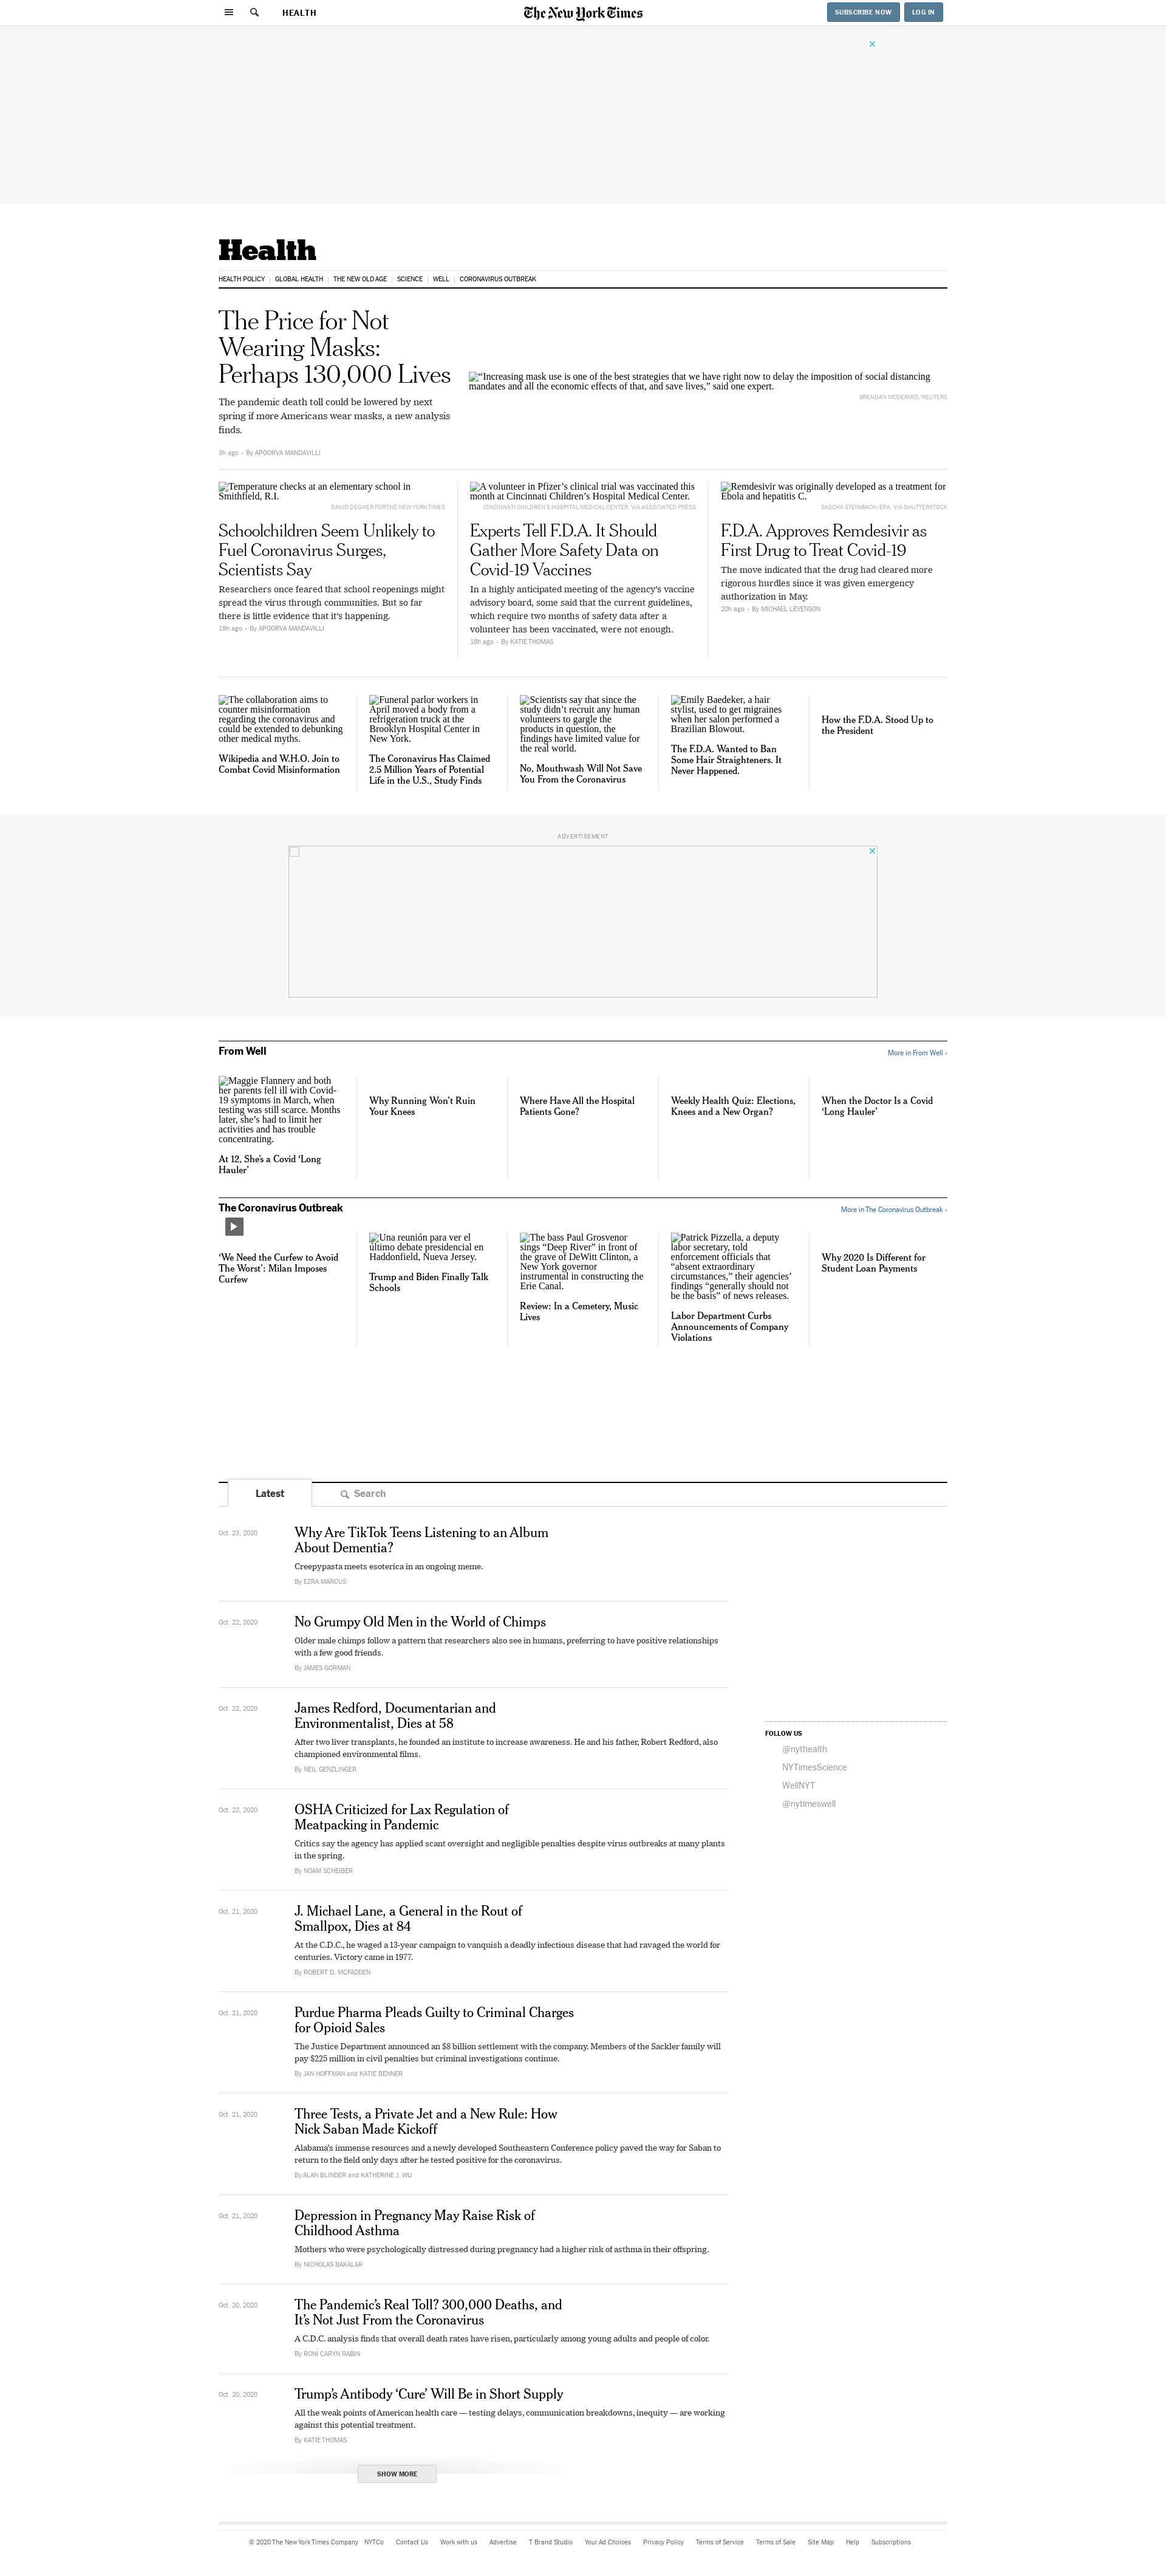 HEALTH
The New York Times
SUBSCRIBE NOW
LOG IN
Health
HEALTH POLICY
GLOBAL HEALTH
THE NEW OLD AGE
SCIENCE
WELL
CORONAVIRUS OUTBREAK
The Price for Not
Wearing Masks:
Perhaps 130,000 Lives
The pandemic death toll could be lowered by next
spring if more Americans wear masks, a new analysis
finds.
3h ago • By APOORVA MANDAVILLI
“Increasing mask use is one of the best strategies that we have right now to delay the imposition of social distancing
mandates and all the economic effects of that, and save lives,” said one expert.
BRENDAN MCDERMID/REUTERS
Temperature checks at an elementary school in
Smithfield, R.I.
DAVID DEGNER FOR THE NEW YORK TIMES
Schoolchildren Seem Unlikely to
Fuel Coronavirus Surges,
Scientists Say
Researchers once feared that school reopenings might
spread the virus through communities. But so far
there is little evidence that it’s happening.
19h ago • By APOORVA MANDAVILLI
A volunteer in Pfizer’s clinical trial was vaccinated this
month at Cincinnati Children’s Hospital Medical Center.
CINCINNATI CHILDREN'S HOSPITAL MEDICAL CENTER, VIA ASSOCIATED PRESS
Experts Tell F.D.A. It Should
Gather More Safety Data on
Covid-19 Vaccines
In a highly anticipated meeting of the agency’s vaccine
advisory board, some said that the current guidelines,
which require two months of safety data after a
volunteer has been vaccinated, were not enough.
18h ago • By KATIE THOMAS
Remdesivir was originally developed as a treatment for
Ebola and hepatitis C.
SASCHA STEINBACH/EPA, VIA SHUTTERSTOCK
F.D.A. Approves Remdesivir as
First Drug to Treat Covid-19
The move indicated that the drug had cleared more
rigorous hurdles since it was given emergency
authorization in May.
20h ago • By MICHAEL LEVENSON
The collaboration aims to
counter misinformation
regarding the coronavirus and
could be extended to debunking
other medical myths.
Wikipedia and W.H.O. Join to
Combat Covid Misinformation
Funeral parlor workers in
April moved a body from a
refrigeration truck at the
Brooklyn Hospital Center in
New York.
The Coronavirus Has Claimed
2.5 Million Years of Potential
Life in the U.S., Study Finds
Scientists say that since the
study didn’t recruit any human
volunteers to gargle the
products in question, the
findings have limited value for
the real world.
No, Mouthwash Will Not Save
You From the Coronavirus
Emily Baedeker, a hair
stylist, used to get migraines
when her salon performed a
Brazilian Blowout.
The F.D.A. Wanted to Ban
Some Hair Straighteners. It
Never Happened.
How the F.D.A. Stood Up to
the President
ADVERTISEMENT
From Well
More in From Well ›
Maggie Flannery and both
her parents fell ill with Covid-
19 symptoms in March, when
testing was still scarce. Months
later, she’s had to limit her
activities and has trouble
concentrating.
At 12, She’s a Covid ‘Long
Hauler’
Why Running Won’t Ruin
Your Knees
Where Have All the Hospital
Patients Gone?
Weekly Health Quiz: Elections,
Knees and a New Organ?
When the Doctor Is a Covid
‘Long Hauler’
The Coronavirus Outbreak
More in The Coronavirus Outbreak ›
‘We Need the Curfew to Avoid
The Worst’: Milan Imposes
Curfew
Una reunión para ver el
último debate presidencial en
Haddonfield, Nueva Jersey.
Trump and Biden Finally Talk
Schools
The bass Paul Grosvenor
sings “Deep River” in front of
the grave of DeWitt Clinton, a
New York governor
instrumental in constructing the
Erie Canal.
Review: In a Cemetery, Music
Lives
Patrick Pizzella, a deputy
labor secretary, told
enforcement officials that
“absent extraordinary
circumstances,” their agencies’
findings “generally should not
be the basis” of news releases.
Labor Department Curbs
Announcements of Company
Violations
Why 2020 Is Different for
Student Loan Payments
Latest
Search
Oct. 23, 2020
Why Are TikTok Teens Listening to an Album
About Dementia?
Creepypasta meets esoterica in an ongoing meme.
By EZRA MARCUS
Oct. 22, 2020
No Grumpy Old Men in the World of Chimps
Older male chimps follow a pattern that researchers also see in humans, preferring to have positive relationships
with a few good friends.
By JAMES GORMAN
Oct. 22, 2020
James Redford, Documentarian and
Environmentalist, Dies at 58
After two liver transplants, he founded an institute to increase awareness. He and his father, Robert Redford, also
championed environmental films.
By NEIL GENZLINGER
Oct. 22, 2020
OSHA Criticized for Lax Regulation of
Meatpacking in Pandemic
Critics say the agency has applied scant oversight and negligible penalties despite virus outbreaks at many plants
in the spring.
By NOAM SCHEIBER
Oct. 21, 2020
J. Michael Lane, a General in the Rout of
Smallpox, Dies at 84
At the C.D.C., he waged a 13-year campaign to vanquish a deadly infectious disease that had ravaged the world for
centuries. Victory came in 1977.
By ROBERT D. MCFADDEN
Oct. 21, 2020
Purdue Pharma Pleads Guilty to Criminal Charges
for Opioid Sales
The Justice Department announced an $8 billion settlement with the company. Members of the Sackler family will
pay $225 million in civil penalties but criminal investigations continue.
By JAN HOFFMAN and KATIE BENNER
Oct. 21, 2020
Three Tests, a Private Jet and a New Rule: How
Nick Saban Made Kickoff
Alabama’s immense resources and a newly developed Southeastern Conference policy paved the way for Saban to
return to the field only days after he tested positive for the coronavirus.
By ALAN BLINDER and KATHERINE J. WU
Oct. 21, 2020
Depression in Pregnancy May Raise Risk of
Childhood Asthma
Mothers who were psychologically distressed during pregnancy had a higher risk of asthma in their offspring.
By NICHOLAS BAKALAR
Oct. 20, 2020
The Pandemic’s Real Toll? 300,000 Deaths, and
It’s Not Just From the Coronavirus
A C.D.C. analysis finds that overall death rates have risen, particularly among young adults and people of color.
By RONI CARYN RABIN
Oct. 20, 2020
Trump’s Antibody ‘Cure’ Will Be in Short Supply
All the weak points of American health care — testing delays, communication breakdowns, inequity — are working
against this potential treatment.
By KATIE THOMAS
SHOW MORE
FOLLOW US
@nythealth
NYTimesScience
WellNYT
@nytimeswell
© 2020 The New York Times Company
NYTCo
Contact Us
Work with us
Advertise
T Brand Studio
Your Ad Choices
Privacy Policy
Terms of Service
Terms of Sale
Site Map
Help
Subscriptions